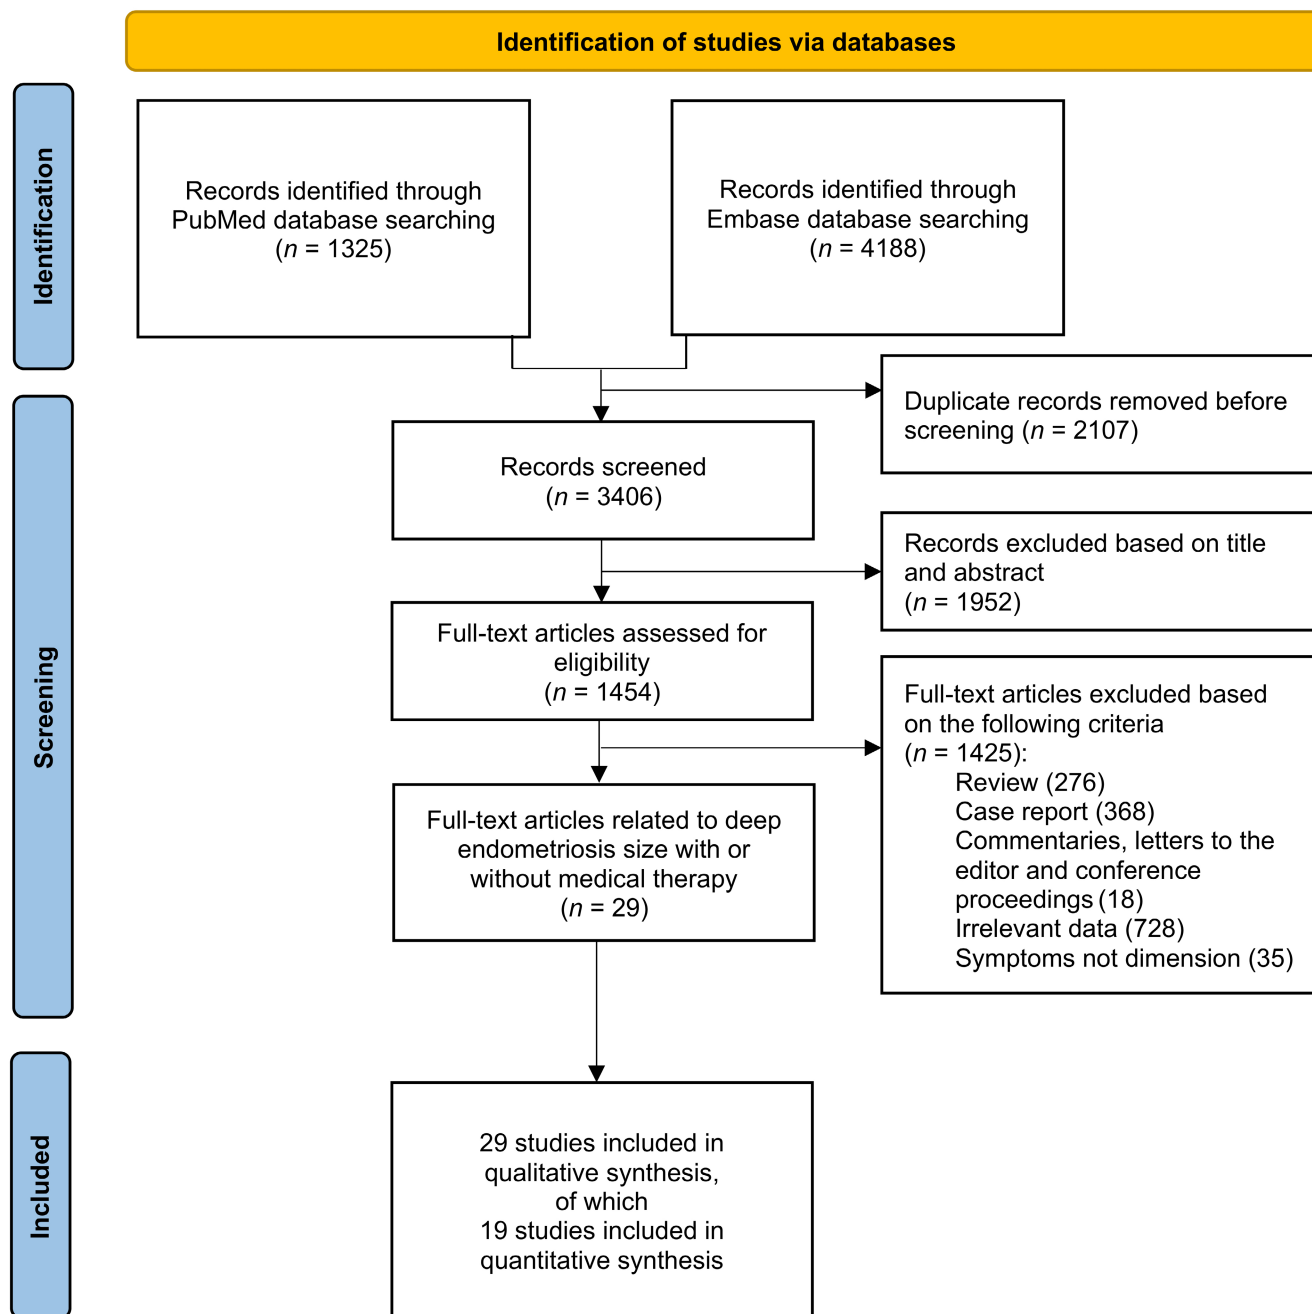 Identification of studies via databases
Identification
Records identified through
PubMed database searching
(n = 1325)
Records identified through
Embase database searching
(n = 4188)
Duplicate records removed before
screening (n = 2107)
Screening
Records screened
(n = 3406)
Records excluded based on title
and abstract
(n = 1952)
Full-text articles assessed for
eligibility
(n = 1454)
Full-text articles excluded based
on the following criteria
(n = 1425):
Review (276)
Case report (368)
Commentaries, letters to the
editor and conference
proceedings (18)
Irrelevant data (728)
Symptoms not dimension (35)
Full-text articles related to deep
endometriosis size with or
without medical therapy
(n = 29)
Included
29 studies included in
qualitative synthesis,
of which
19 studies included in
quantitative synthesis